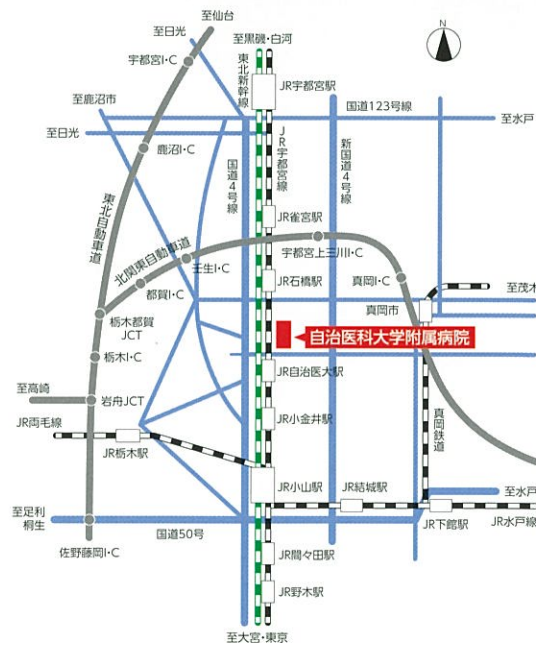 至仙台
至日光
宇都宮I・C
至黒磯・白河
東北新幹線
JR宇都宮駅
N
至鹿沼市
国道123号線
至水戸
至日光
鹿沼I・C
国道4号線
JR宇都宮線
新国道4号線
東北自動車道
JR雀宮駅
北関東自動車道
宇都宮上三川I・C
壬生I・C
JR石橋駅
真岡I・C
都賀I・C
真岡市
至茂木
栃木都賀
JCT
自治医科大学附属病院
栃木I・C
JR自治医大駅
至高崎
岩舟JCT
JR小金井駅
真岡鉄道
JR両毛線
JR栃木駅
JR小山駅
JR結城駅
至水戸
至足利
桐生
国道50号
JR下館駅
JR水戸線
佐野藤岡I・C
JR間々田駅
JR野木駅
至大宮・東京